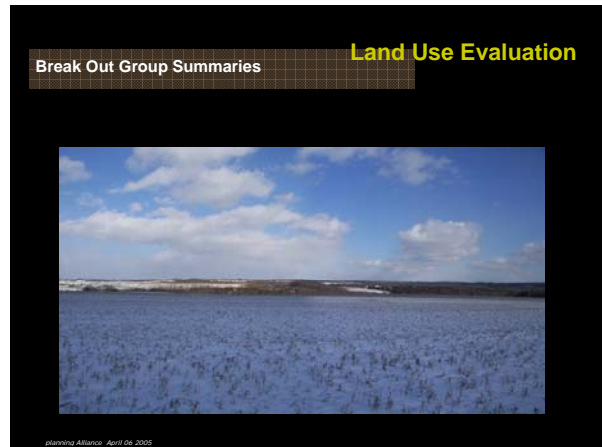 Land Use Evaluation
Break Out Group Summaries
planning Alliance April 06 2005